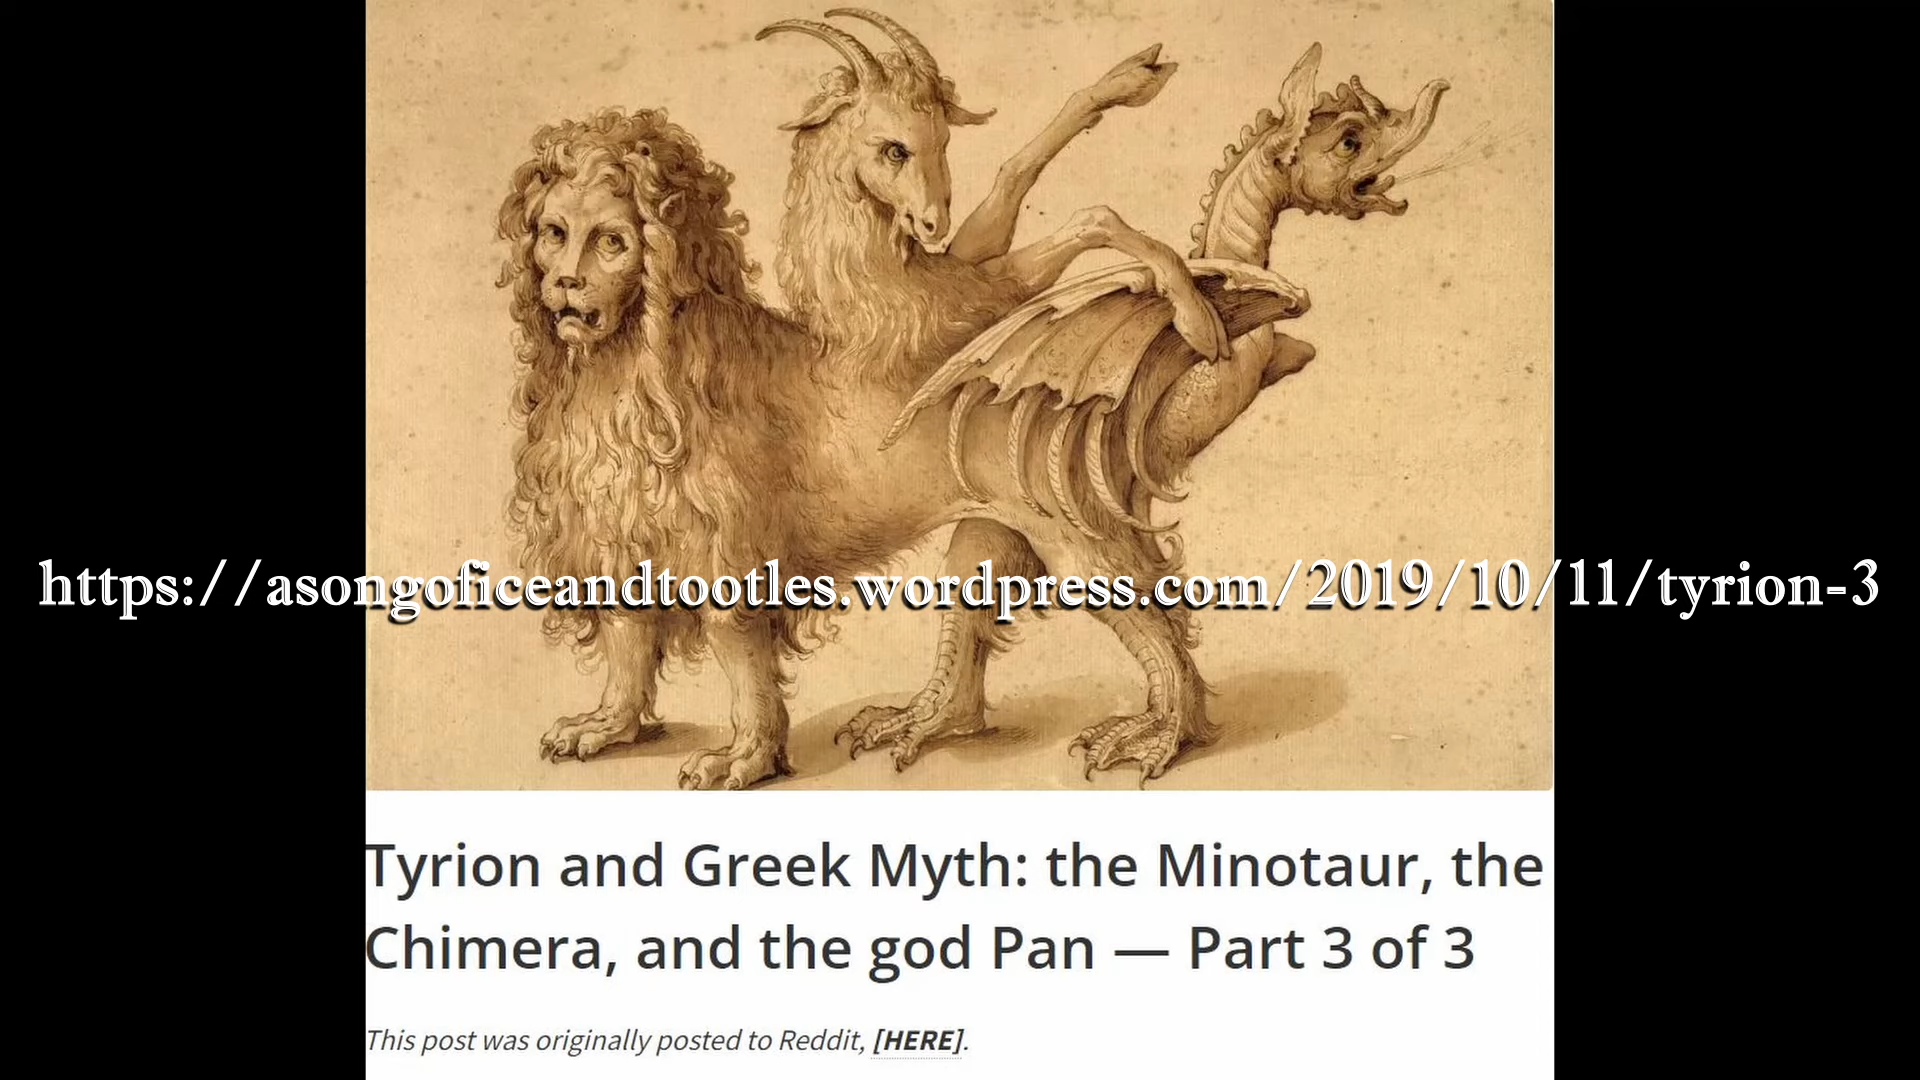 https://asongoficeandtootles.wordpress.com/2019/10/11/tyrion-3
Tyrion and Greek Myth: the Minotaur, the
Chimera, and the god Pan — Part 3 of 3
This post was originally posted to Reddit, [HERE].